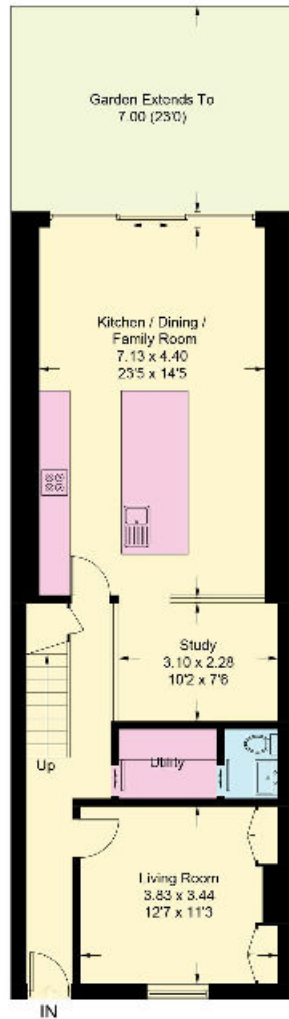 Garden Extends To
7.00 (23'0)
Kitchen / Dining /
Family Room
7.13 x 4.40
23'5 x 14'5
Study
3.10 x 2.28
10'2 x 7'6
Up
Utility
Living Room
3.83 x 3.44
12'7 x 11'3
IN